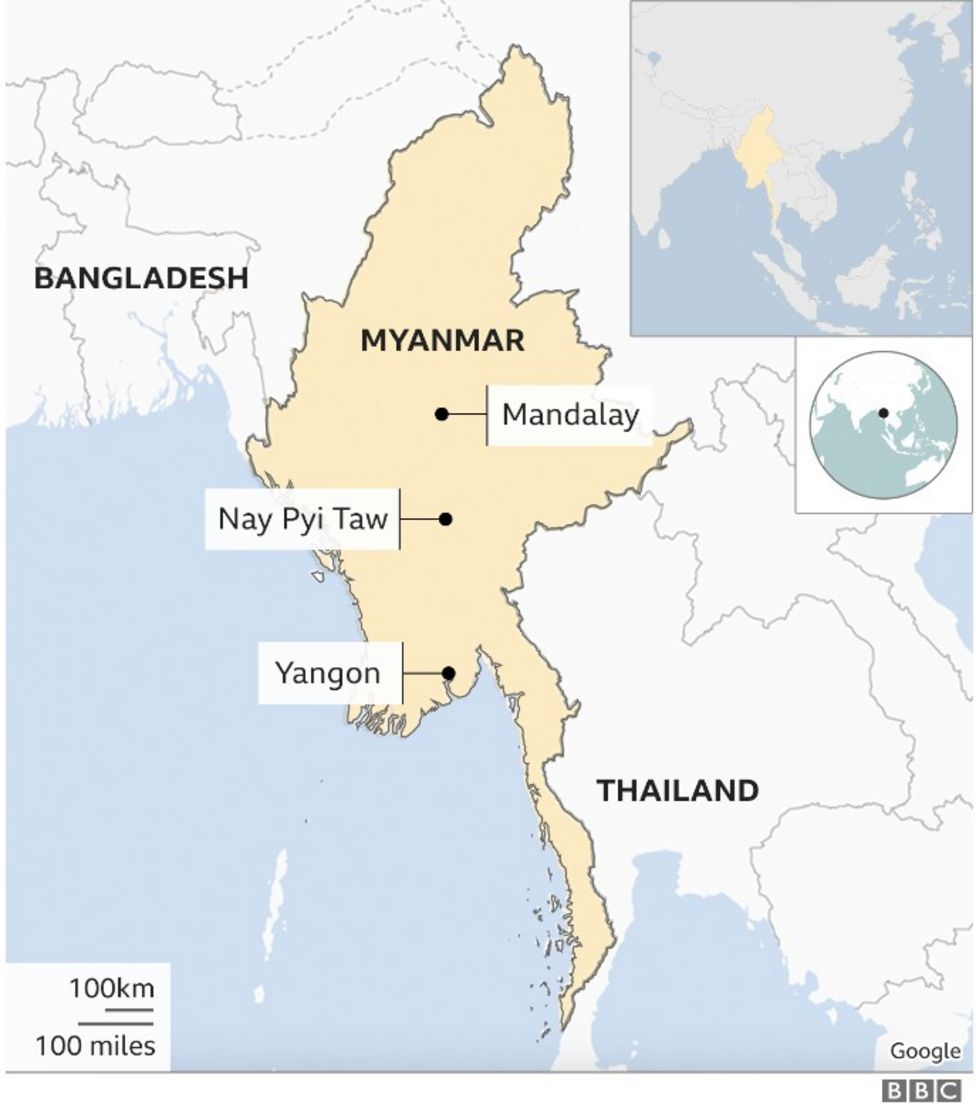 BANGLADESH
MYANMAR
Mandalay
Nay Pyi Taw
Yangon
THAILAND
100km
100 miles
Google
BBC